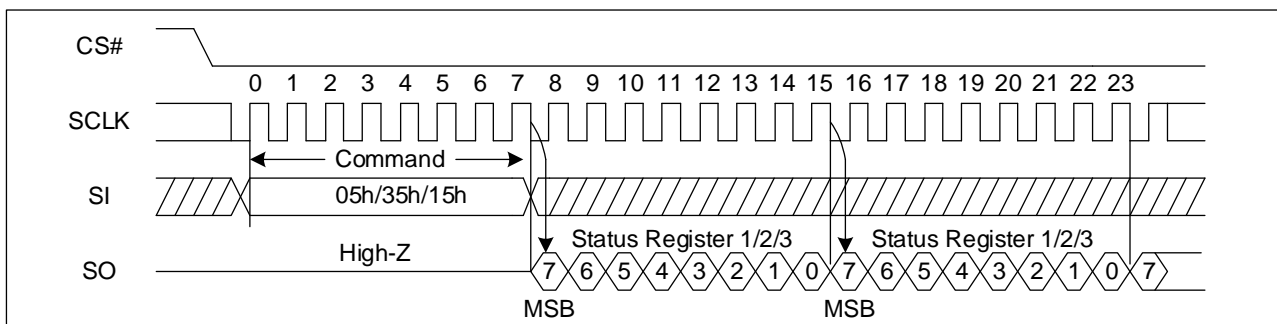 CS#
0 1 2 3 4 5 6 7 8 9 10 11 12 13 14 15 16 17 18 19 20 21 22 23
SCLK
Command
SI
05h/35h/15h
High-Z
Status Register 1/2/3 Status Register 1/2/3
SO
7 6 5 4 3 2 1 0 7 6 5 4 3 2 1 0 7
MSB MSB